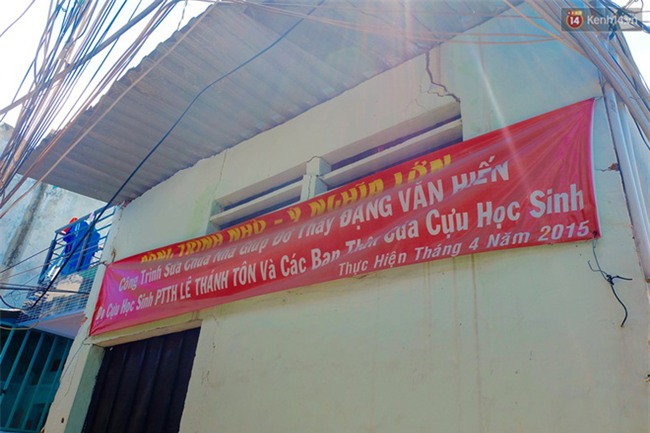 14 Kenh14.vn
CÔNG TRÌNH NHỎ - Ý NGHĨA LỚN
Công Trình Sửa Chữa Nhà Giúp Đỡ Thầy ĐẶNG VĂN HIẾN
Do Cựu Học Sinh PTTH LÊ THÁNH TÔN Và Các Bạn Thân Của Cựu Học Sinh
Thực Hiện Tháng 4 Năm 2015